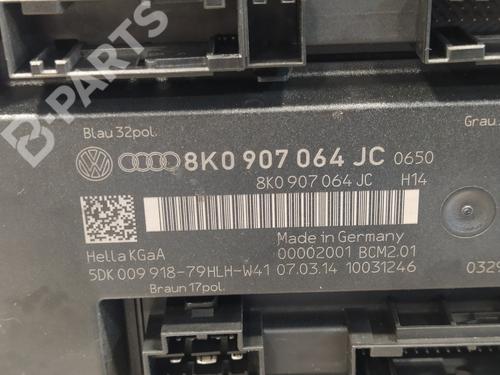 B-PARTS
Blau 32pol.
Grau
8K0 907 064 JC 0650
8K0 907 064 JC H14
Hella KGaA
Made in Germany
00002001 BCM2.01
5DK 009 918-79HLH-W41 07.03.14 10031246
0329
Braun 17pol.